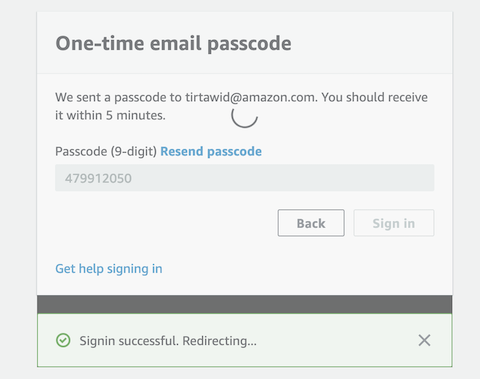 One-time email passcode
We sent a passcode to tirtawid@amazon.com. You should receive
it within 5 minutes.
Passcode (9-digit) Resend passcode
479912050
Back Sign in
Get help signing in
Signin successful. Redirecting...